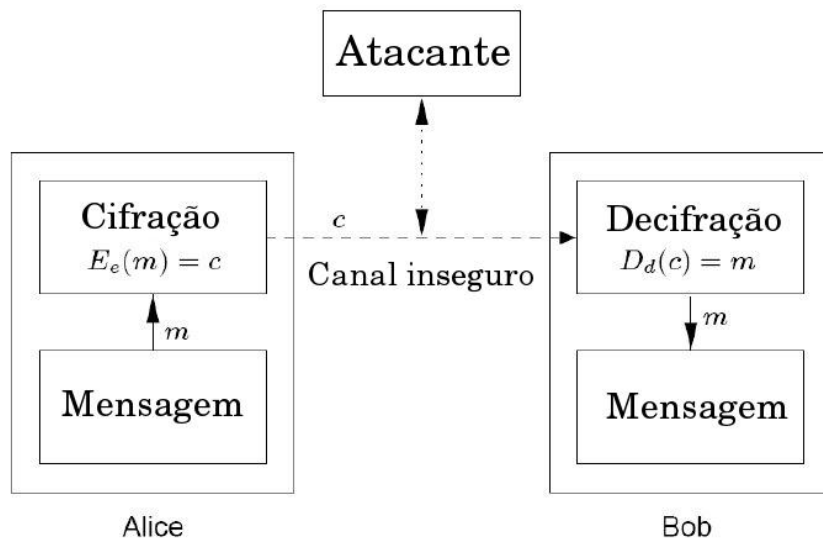 Atacante
Cifração
E_e(m) = c
c
Canal inseguro
Decifração
D_d(c) = m
m
Mensagem
m
Mensagem
Alice
Bob